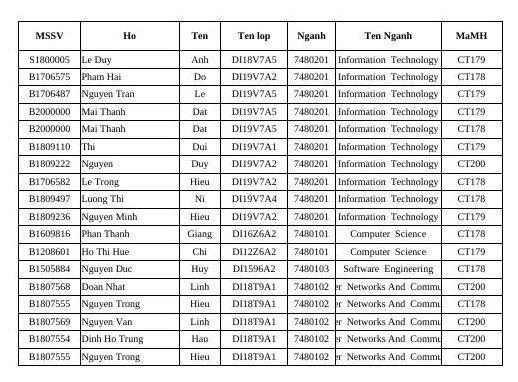 MSSV Ho Ten Ten lop Nganh Ten Nganh MaMH
S1800005 Le Duy Anh DI18V7A5 7480201 Information Technology CT179
B1706575 Pham Hai Do DI19V7A2 7480201 Information Technology CT178
B1706487 Nguyen Tran Le DI19V7A5 7480201 Information Technology CT179
B2000000 Mai Thanh Dat DI19V7A5 7480201 Information Technology CT179
B2000000 Mai Thanh Dat DI19V7A5 7480201 Information Technology CT178
B1809110 Thi Dui DI19V7A1 7480201 Information Technology CT179
B1809222 Nguyen Duy DI19V7A2 7480201 Information Technology CT200
B1706582 Le Trong Hieu DI19V7A2 7480201 Information Technology CT178
B1809497 Luong Thi Ni DI19V7A4 7480201 Information Technology CT178
B1809236 Nguyen Minh Hieu DI19V7A2 7480201 Information Technology CT179
B1609816 Phan Thanh Giang DI16Z6A2 7480101 Computer Science CT178
B1208601 Ho Thi Hue Chi DI12Z6A2 7480101 Computer Science CT179
B1505884 Nguyen Duc Huy DI1596A2 7480103 Software Engineering CT178
B1807568 Doan Nhat Linh DI18T9A1 7480102 er Networks And Commu CT200
B1807555 Nguyen Trong Hieu DI18T9A1 7480102 er Networks And Commu CT178
B1807569 Nguyen Van Linh DI18T9A1 7480102 er Networks And Commu CT200
B1807554 Dinh Ho Trung Hau DI18T9A1 7480102 er Networks And Commu CT200
B1807555 Nguyen Trong Hieu DI18T9A1 7480102 er Networks And Commu CT200